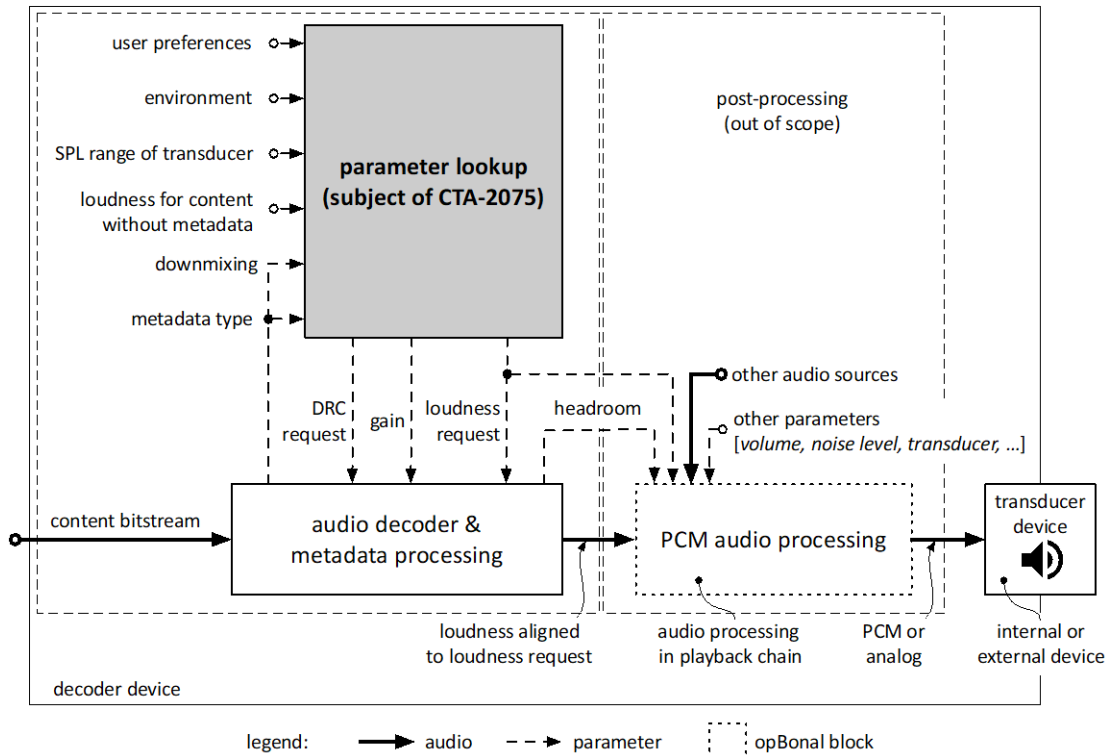 user preferences
environment
SPL range of transducer
loudness for content
without metadata
downmixing
metadata type
parameter lookup
(subject of CTA-2075)
post-processing
(out of scope)
DRC
request
gain
loudness
request
headroom
other audio sources
other parameters
[volume, noise level, transducer, ...]
content bitstream
audio decoder &
metadata processing
PCM audio processing
transducer
device
loudness aligned
to loudness request
audio processing
in playback chain
PCM or
analog
internal or
external device
decoder device
legend:
audio
parameter
opBonal block